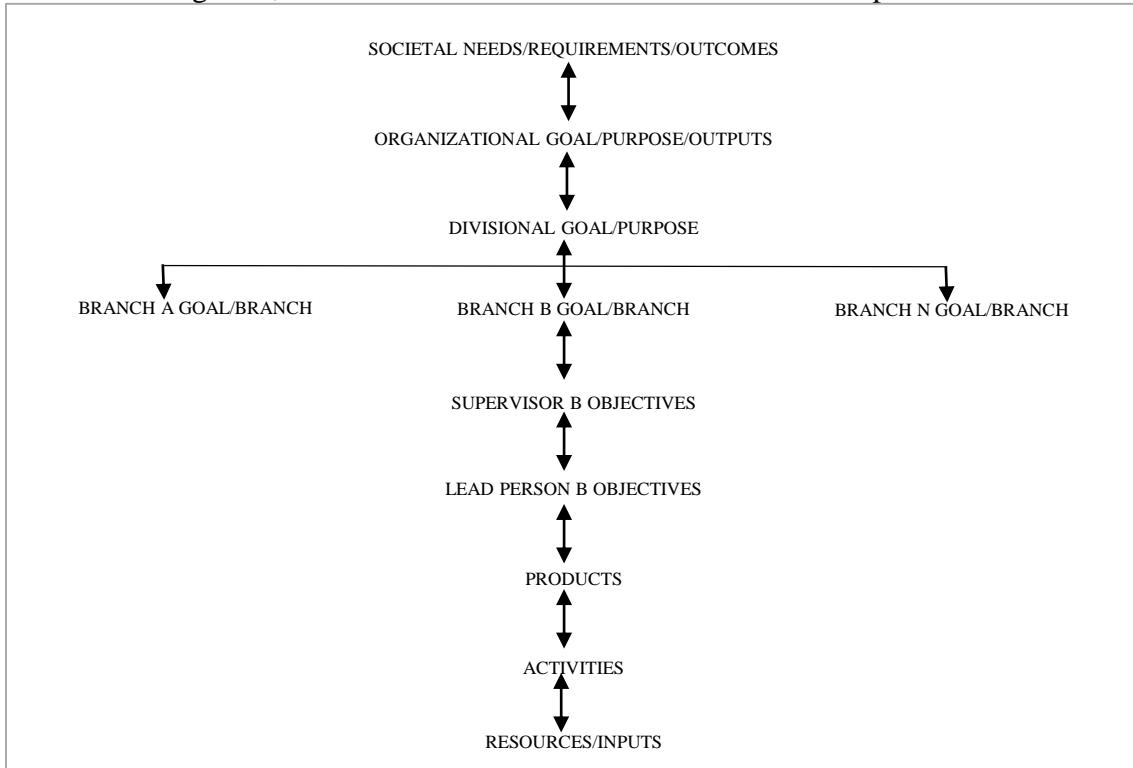 SOCIETAL NEEDS/REQUIREMENTS/OUTCOMES
ORGANIZATIONAL GOAL/PURPOSE/OUTPUTS
DIVISIONAL GOAL/PURPOSE
BRANCH A GOAL/BRANCH BRANCH B GOAL/BRANCH BRANCH N GOAL/BRANCH
SUPERVISOR B OBJECTIVES
LEAD PERSON B OBJECTIVES
PRODUCTS
ACTIVITIES
RESOURCES/INPUTS